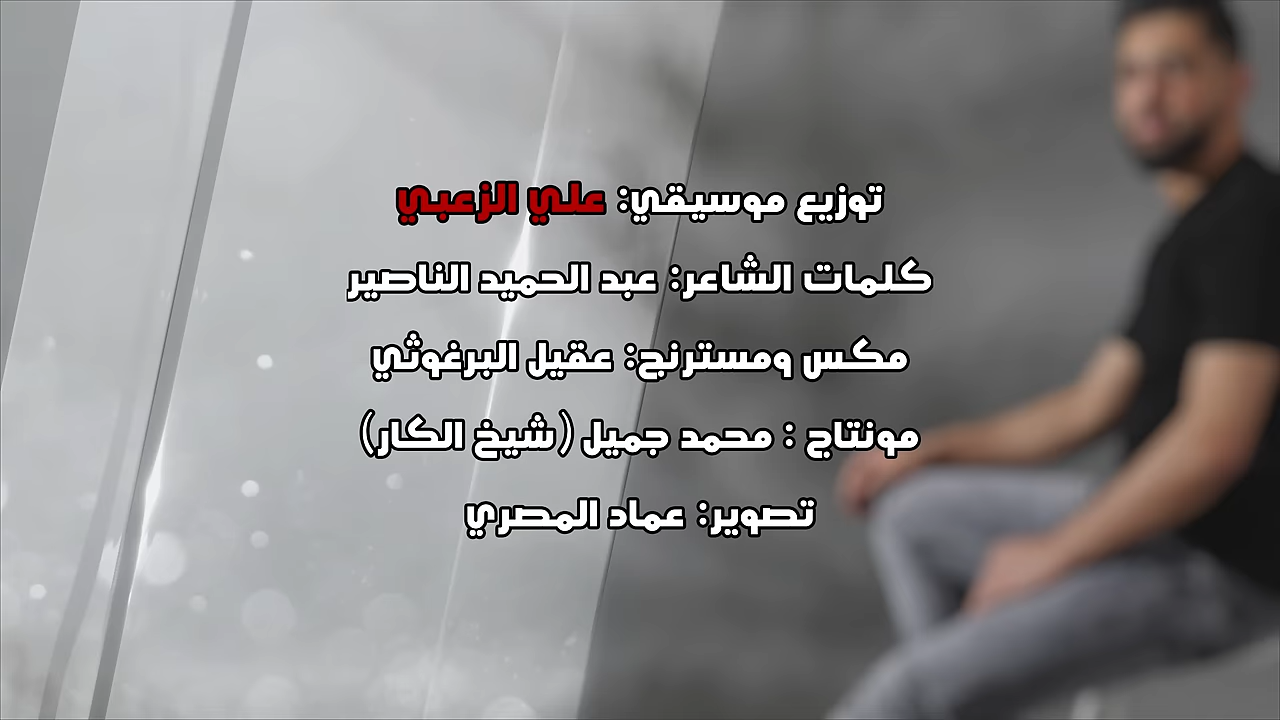 توزيع موسيقي: علي الزعبي
كلمات الشاعر: عبد الحميد الناصير
مكس ومسترنج: عقيل البرغوثي
مونتاج : محمد جميل (شيخ الكار)
تصوير: عماد المصري